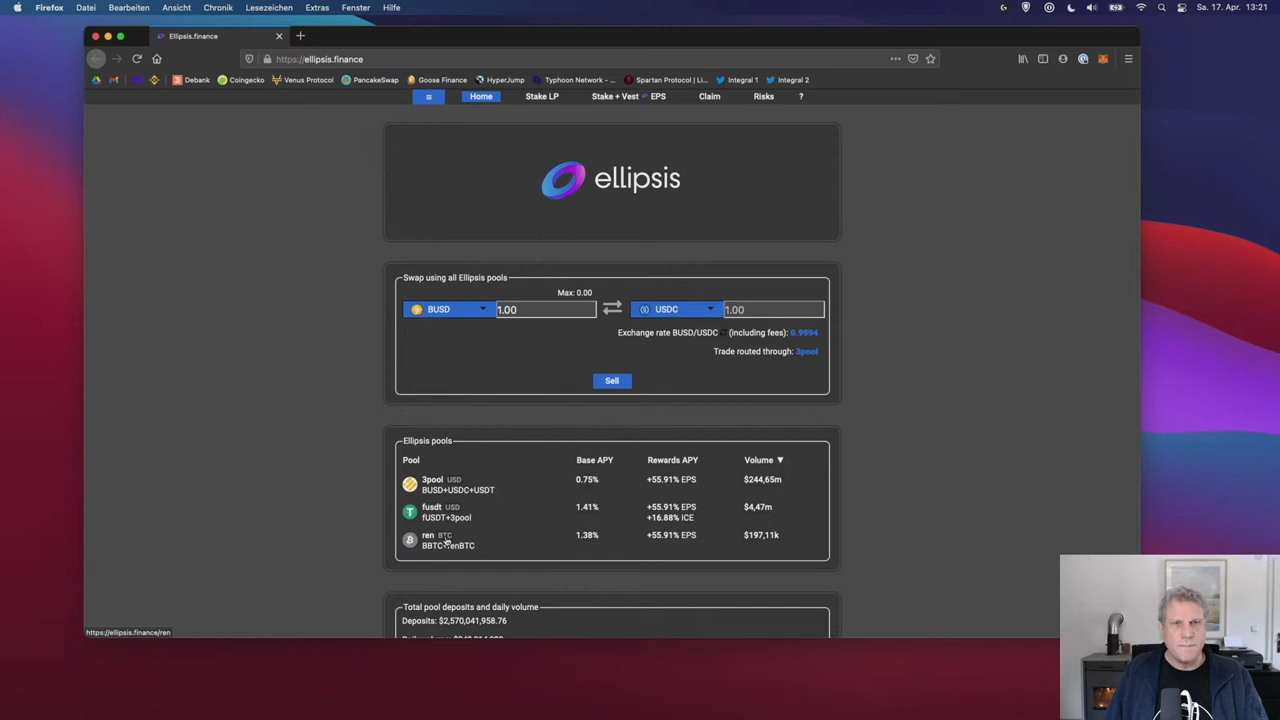 Firefox Datei Bearbeiten Ansicht Chronik Lesezeichen Extras Fenster Hilfe
Sa. 17. Apr. 13:21
Ellipsis.finance
https://ellipsis.finance
Debank Coingecko Venus Protocol PancakeSwap Goose Finance HyperJump Typhoon Network -... Spartan Protocol | Li... Integral 1 Integral 2
Home Stake LP Stake + Vest EPS Claim Risks ?
ellipsis
Swap using all Ellipsis pools
Max: 0.00
BUSD 1.00 USDC 1.00
Exchange rate BUSD/USDC (including fees): 0.9994
Trade routed through: 3pool
Sell
Ellipsis pools
Pool Base APY Rewards APY Volume ▼
3pool USD 0.75% +55.91% EPS $244,65m
BUSD+USDC+USDT
fusdt USD 1.41% +55.91% EPS $4,47m
fUSDT+3pool +16.88% ICE
ren BTC 1.38% +55.91% EPS $197,11k
BBTC+renBTC
Total pool deposits and daily volume
Deposits: $2,570,041,958.76
https://ellipsis.finance/ren